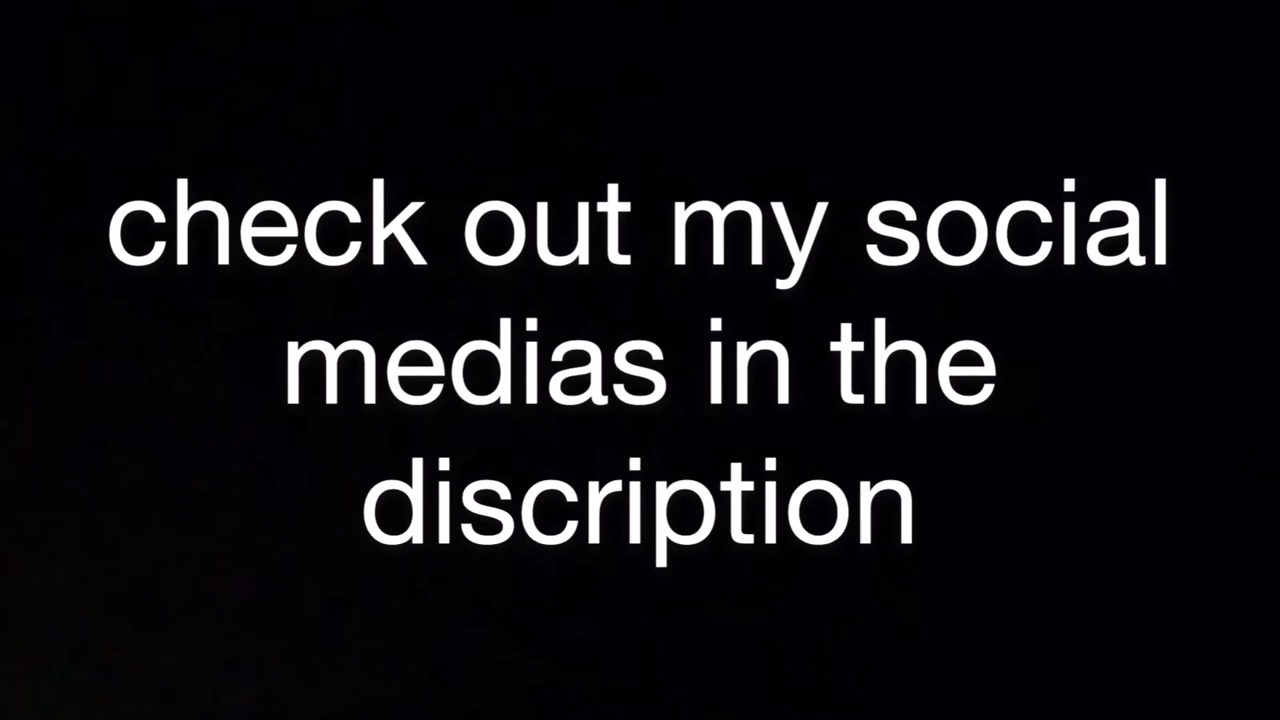 check out my social
medias in the
discription